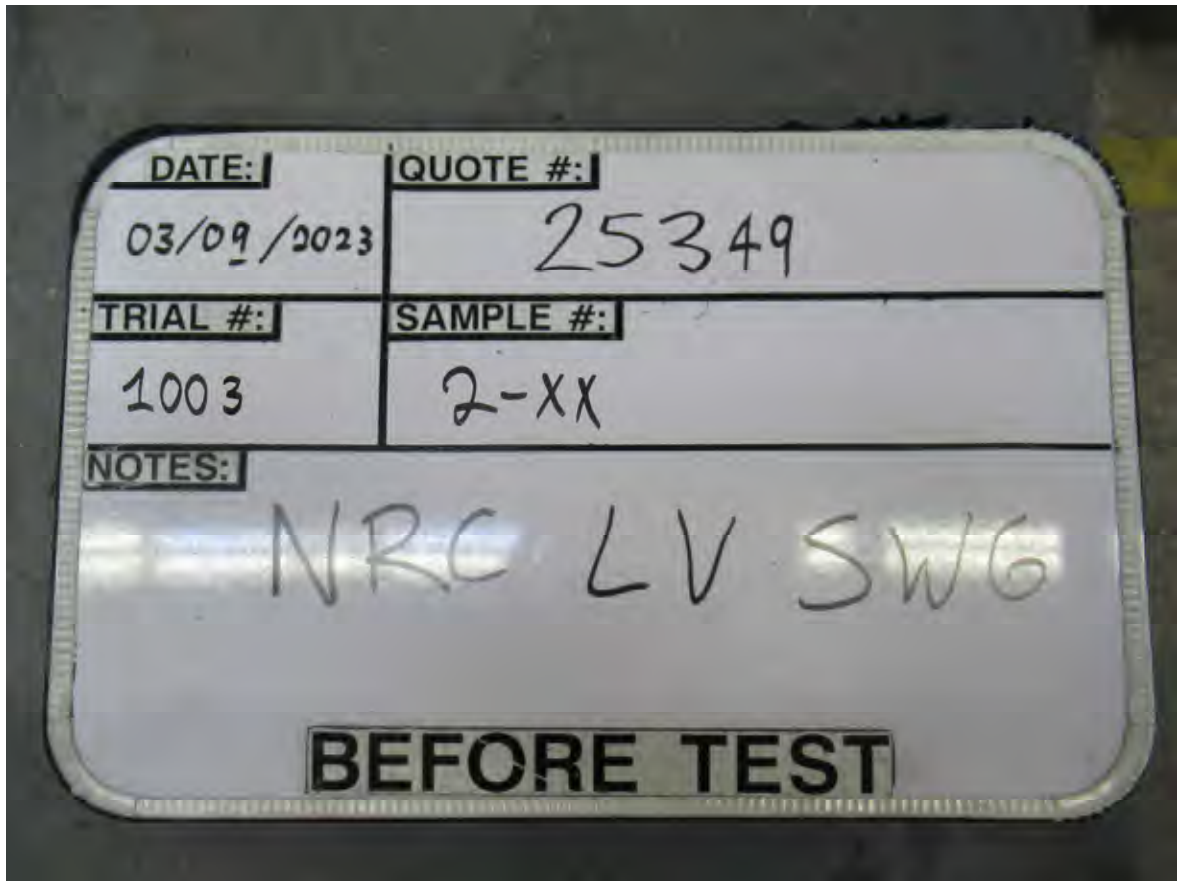 DATE: QUOTE #:
03/09/2023 25349
TRIAL #: SAMPLE #:
1003 2-XX
NOTES:
NRC LV SWG
BEFORE TEST